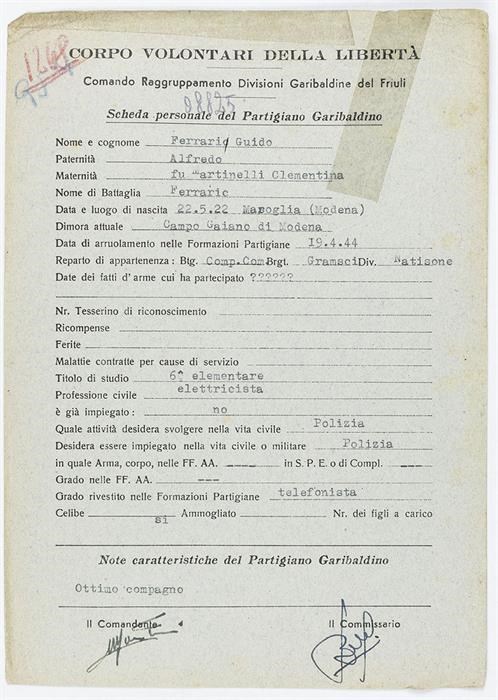 1248
CORPO VOLONTARI DELLA LIBERTÀ
Comando Raggruppamento Divisioni Garibaldine del Friuli
08825
Scheda personale del Partigiano Garibaldino
Nome e cognome Ferrari Guido
Paternità Alfredo
Maternità fu Martinelli Clementina
Nome di Battaglia Ferraric
Data e luogo di nascita 22.5.22 Maroglia (Modena)
Dimora attuale Campo Gaiano di Modena
Data di arruolamento nelle Formazioni Partigiane 19.4.44
Reparto di appartenenza : Btg. Comp.Com. Brgt. Gramsci Div. Natisone
Date dei fatti d'arme cui ha partecipato ??????
Nr. Tesserino di riconoscimento
Ricompense
Ferite
Malattie contratte per cause di servizio
Titolo di studio 6^ elementare
Professione civile elettricista
è già impiegato : no
Quale attività desidera svolgere nella vita civile Polizia
Desidera essere impiegato nella vita civile o militare Polizia
in quale Arma, corpo, nelle FF. AA. ---- in S. P. E. o di Compl. ---
Grado nelle FF. AA. ---
Grado rivestito nelle Formazioni Partigiane telefonista
Celibe si Ammogliato Nr. dei figli a carico
Note caratteristiche del Partigiano Garibaldino
Ottimo compagno
Il Comandante Il Commissario